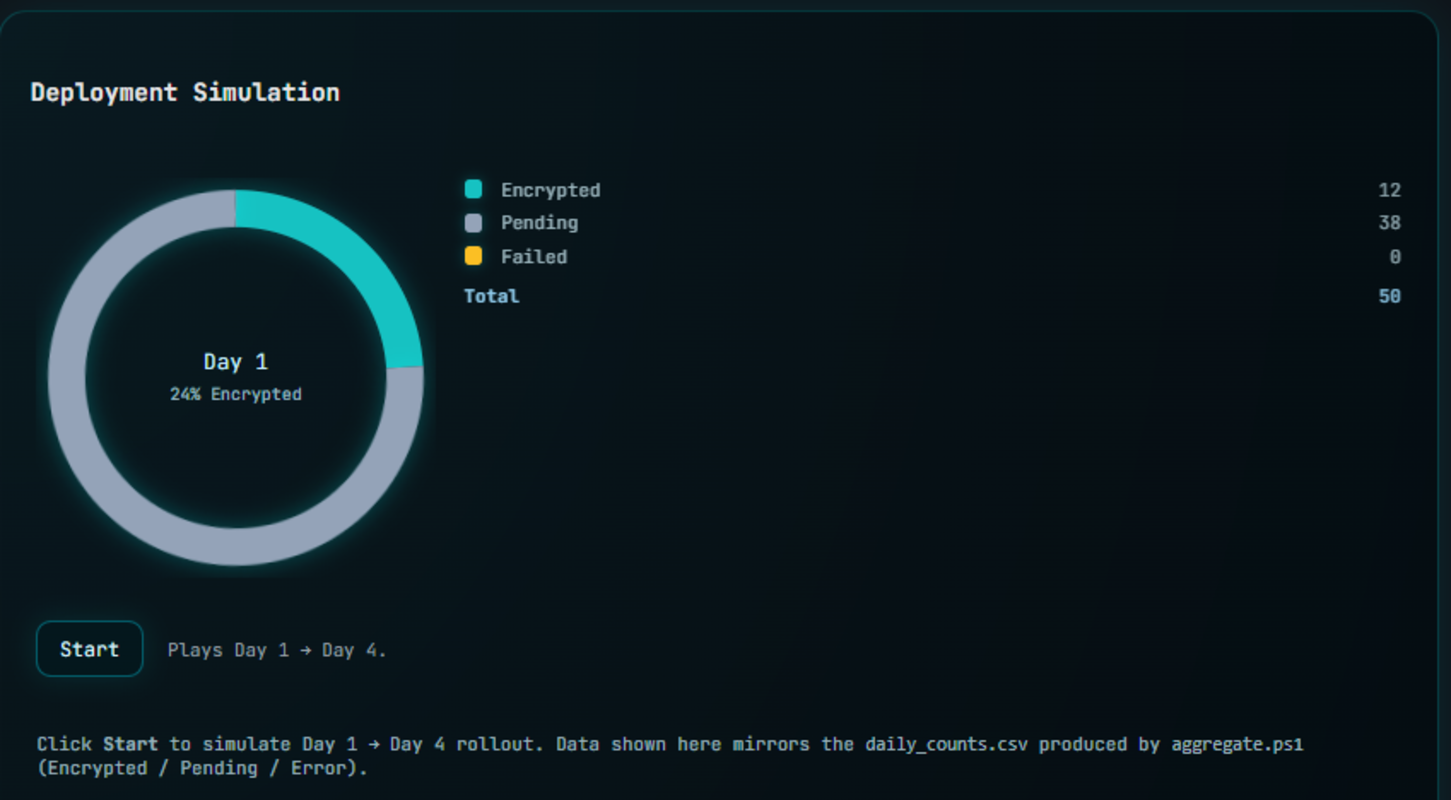 Deployment Simulation
Encrypted 12
Pending 38
Failed 0
Total 50
Day 1
24% Encrypted
Start Plays Day 1 → Day 4.
Click Start to simulate Day 1 → Day 4 rollout. Data shown here mirrors the daily_counts.csv produced by aggregate.ps1
(Encrypted / Pending / Error).